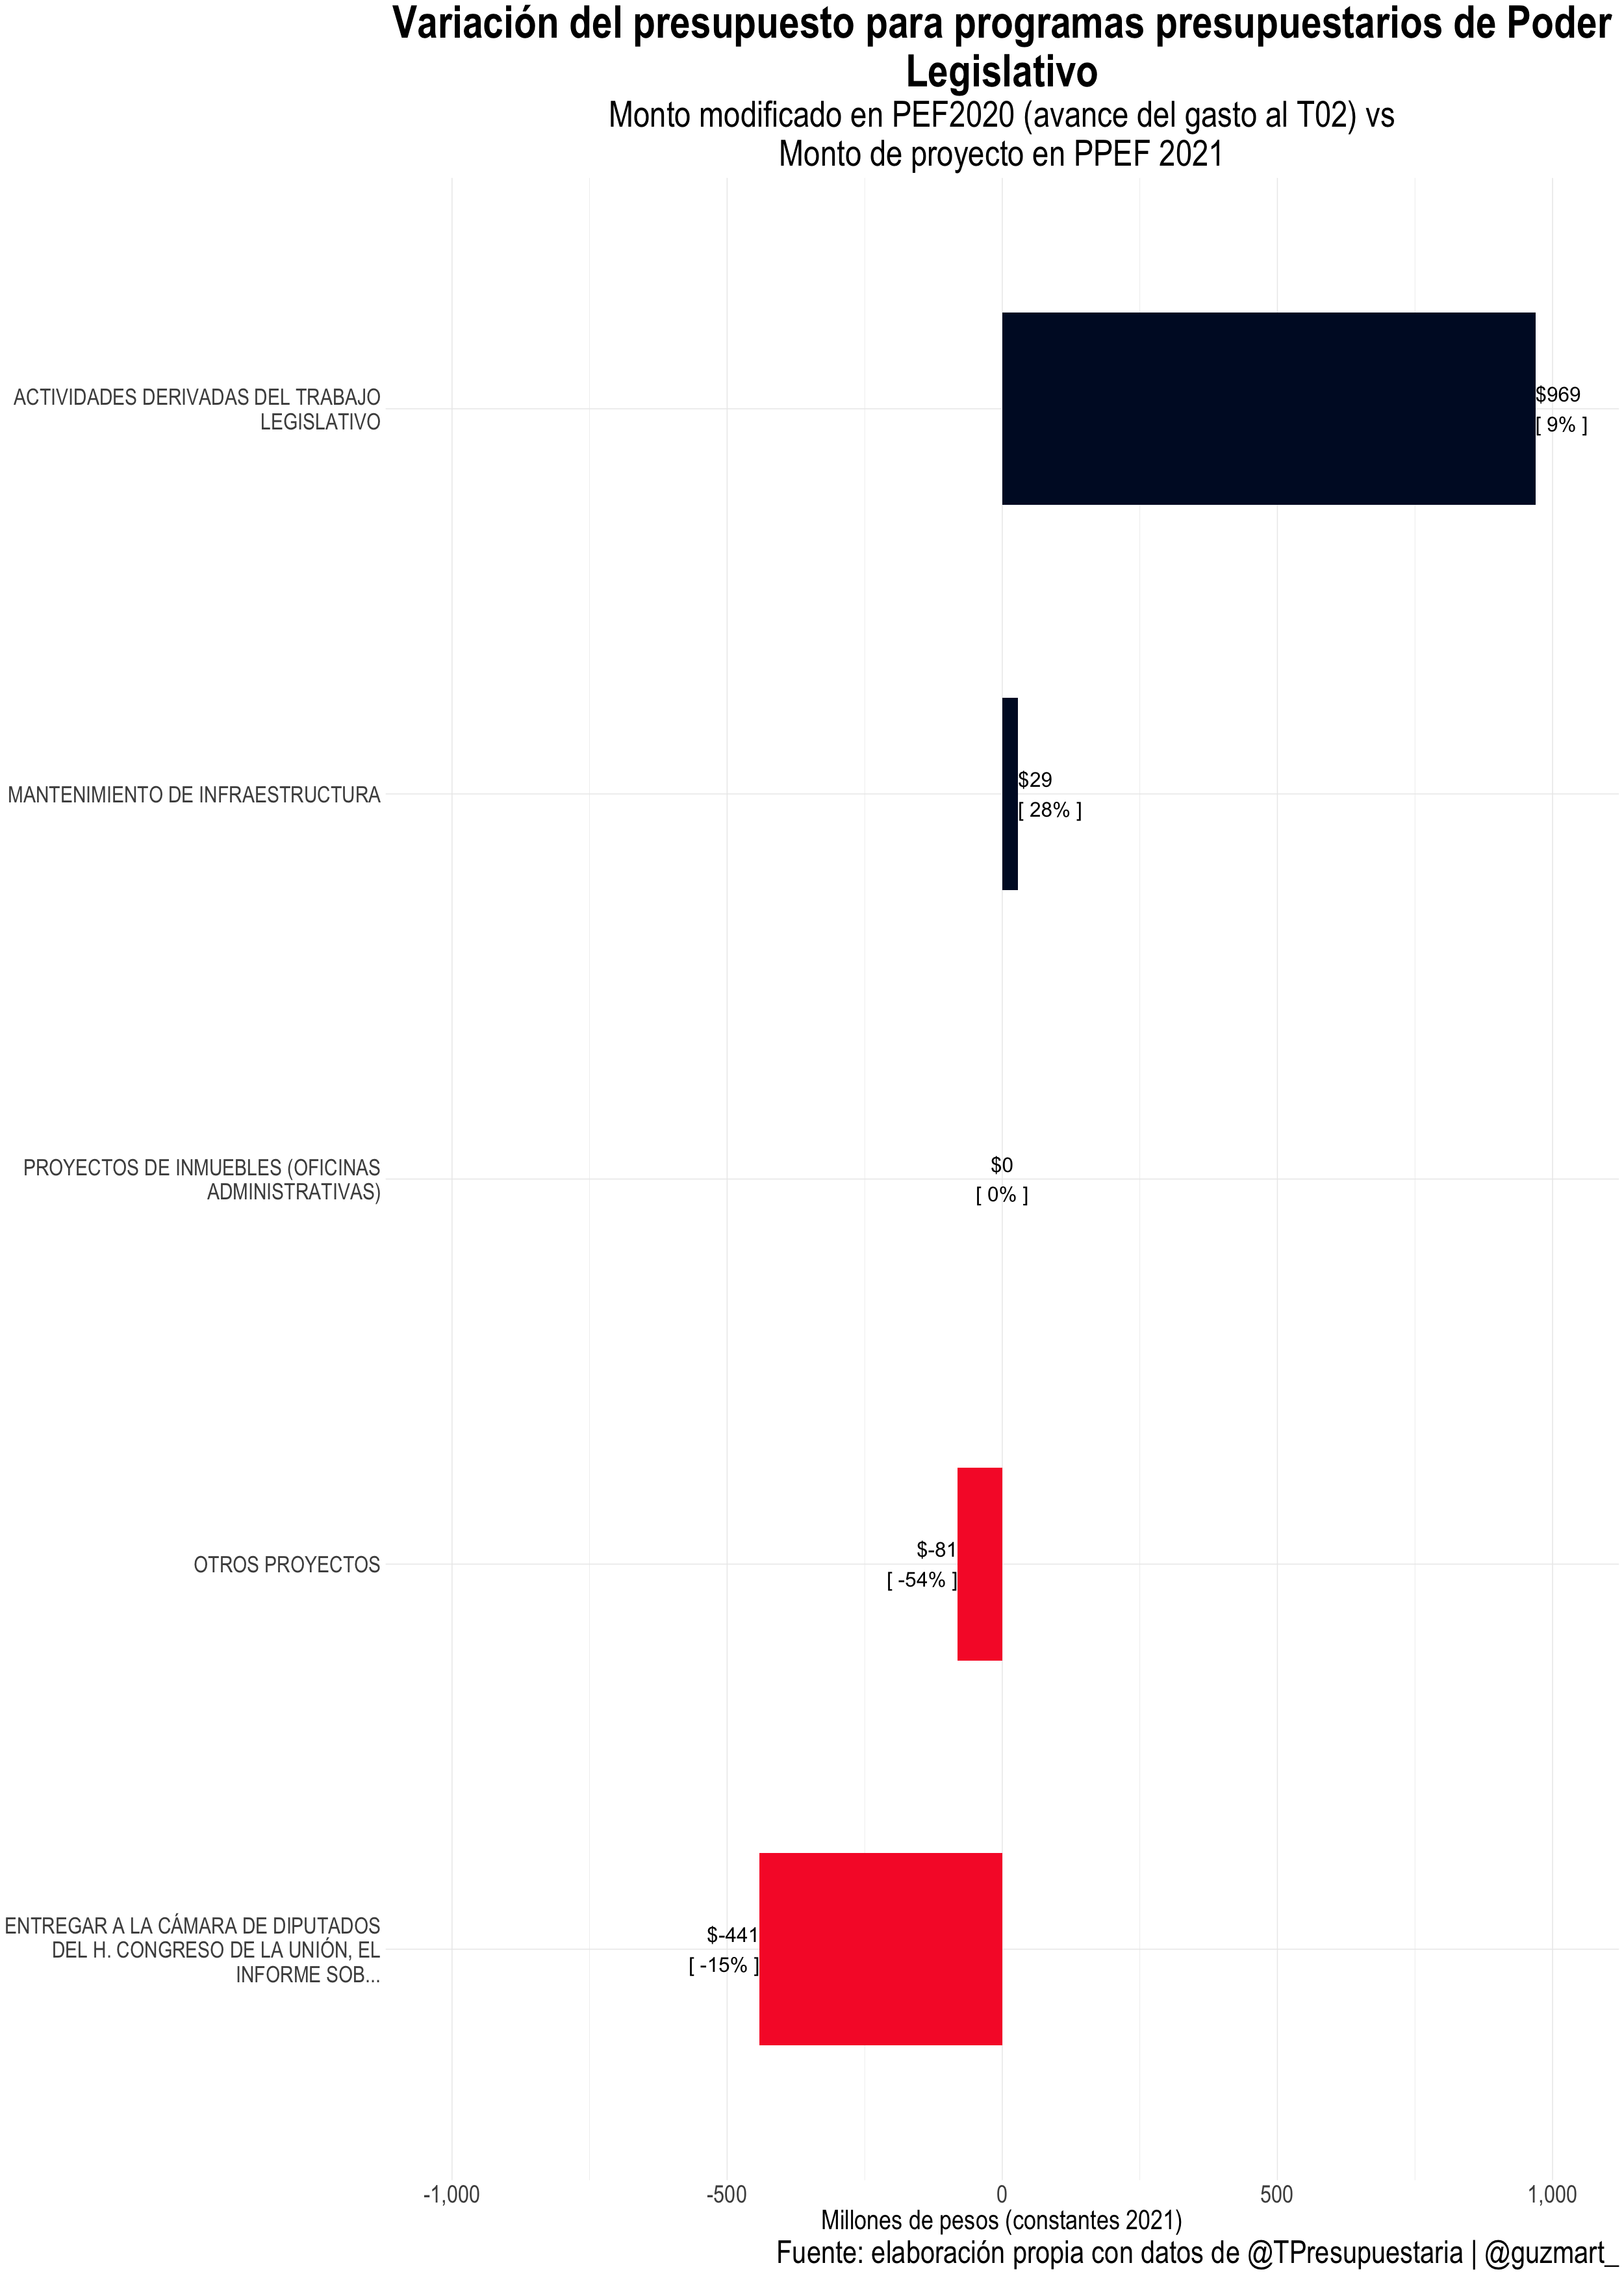 Variación del presupuesto para programas presupuestarios de Poder
Legislativo
Monto modificado en PEF2020 (avance del gasto al T02) vs
Monto de proyecto en PPEF 2021
ACTIVIDADES DERIVADAS DEL TRABAJO
LEGISLATIVO
$969
[ 9% ]
MANTENIMIENTO DE INFRAESTRUCTURA
$29
[ 28% ]
PROYECTOS DE INMUEBLES (OFICINAS
ADMINISTRATIVAS)
$0
[ 0% ]
OTROS PROYECTOS
$-81
[ -54% ]
ENTREGAR A LA CÁMARA DE DIPUTADOS
DEL H. CONGRESO DE LA UNIÓN, EL
INFORME SOB...
$-441
[ -15% ]
-1,000 -500 0 500 1,000
Millones de pesos (constantes 2021)
Fuente: elaboración propia con datos de @TPresupuestaria | @guzmart_